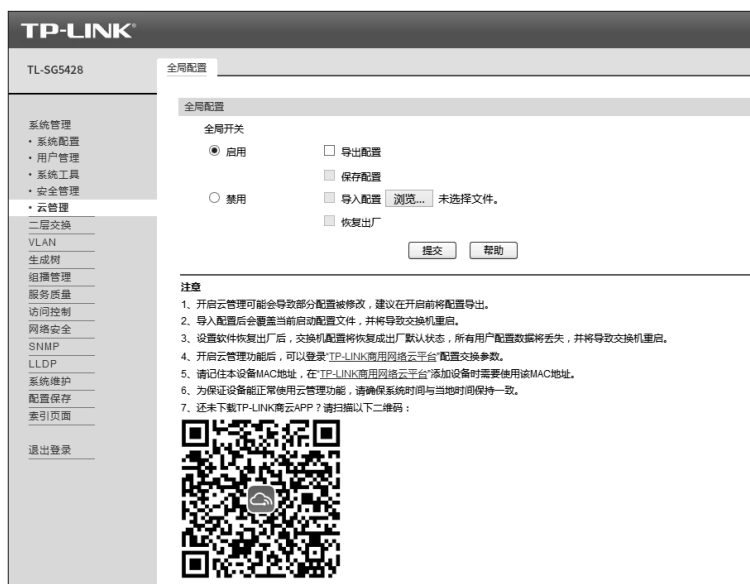 TP-LINK®
TL-SG5428
全局配置
系统管理
• 系统配置
• 用户管理
• 系统工具
• 安全管理
• 云管理
二层交换
VLAN
生成树
组播管理
服务质量
访问控制
网络安全
SNMP
LLDP
系统维护
配置保存
索引页面
退出登录
全局配置
全局开关
启用 导出配置
保存配置
禁用 导入配置 浏览... 未选择文件。
恢复出厂
提交 帮助
注意
1、开启云管理可能会导致部分配置被修改，建议在开启前将配置导出。
2、导入配置后会覆盖当前启动配置文件，并将导致交换机重启。
3、设置软件恢复出厂后，交换机配置将恢复成出厂默认状态，所有用户配置数据将丢失，并将导致交换机重启。
4、开启云管理功能后，可以登录"TP-LINK商用网络云平台"配置交换参数。
5、请记住本设备MAC地址，在"TP-LINK商用网络云平台"添加设备时需要使用该MAC地址。
6、为保证设备能正常使用云管理功能，请确保系统时间与当地时间保持一致。
7、还未下载TP-LINK商云APP？请扫描以下二维码：